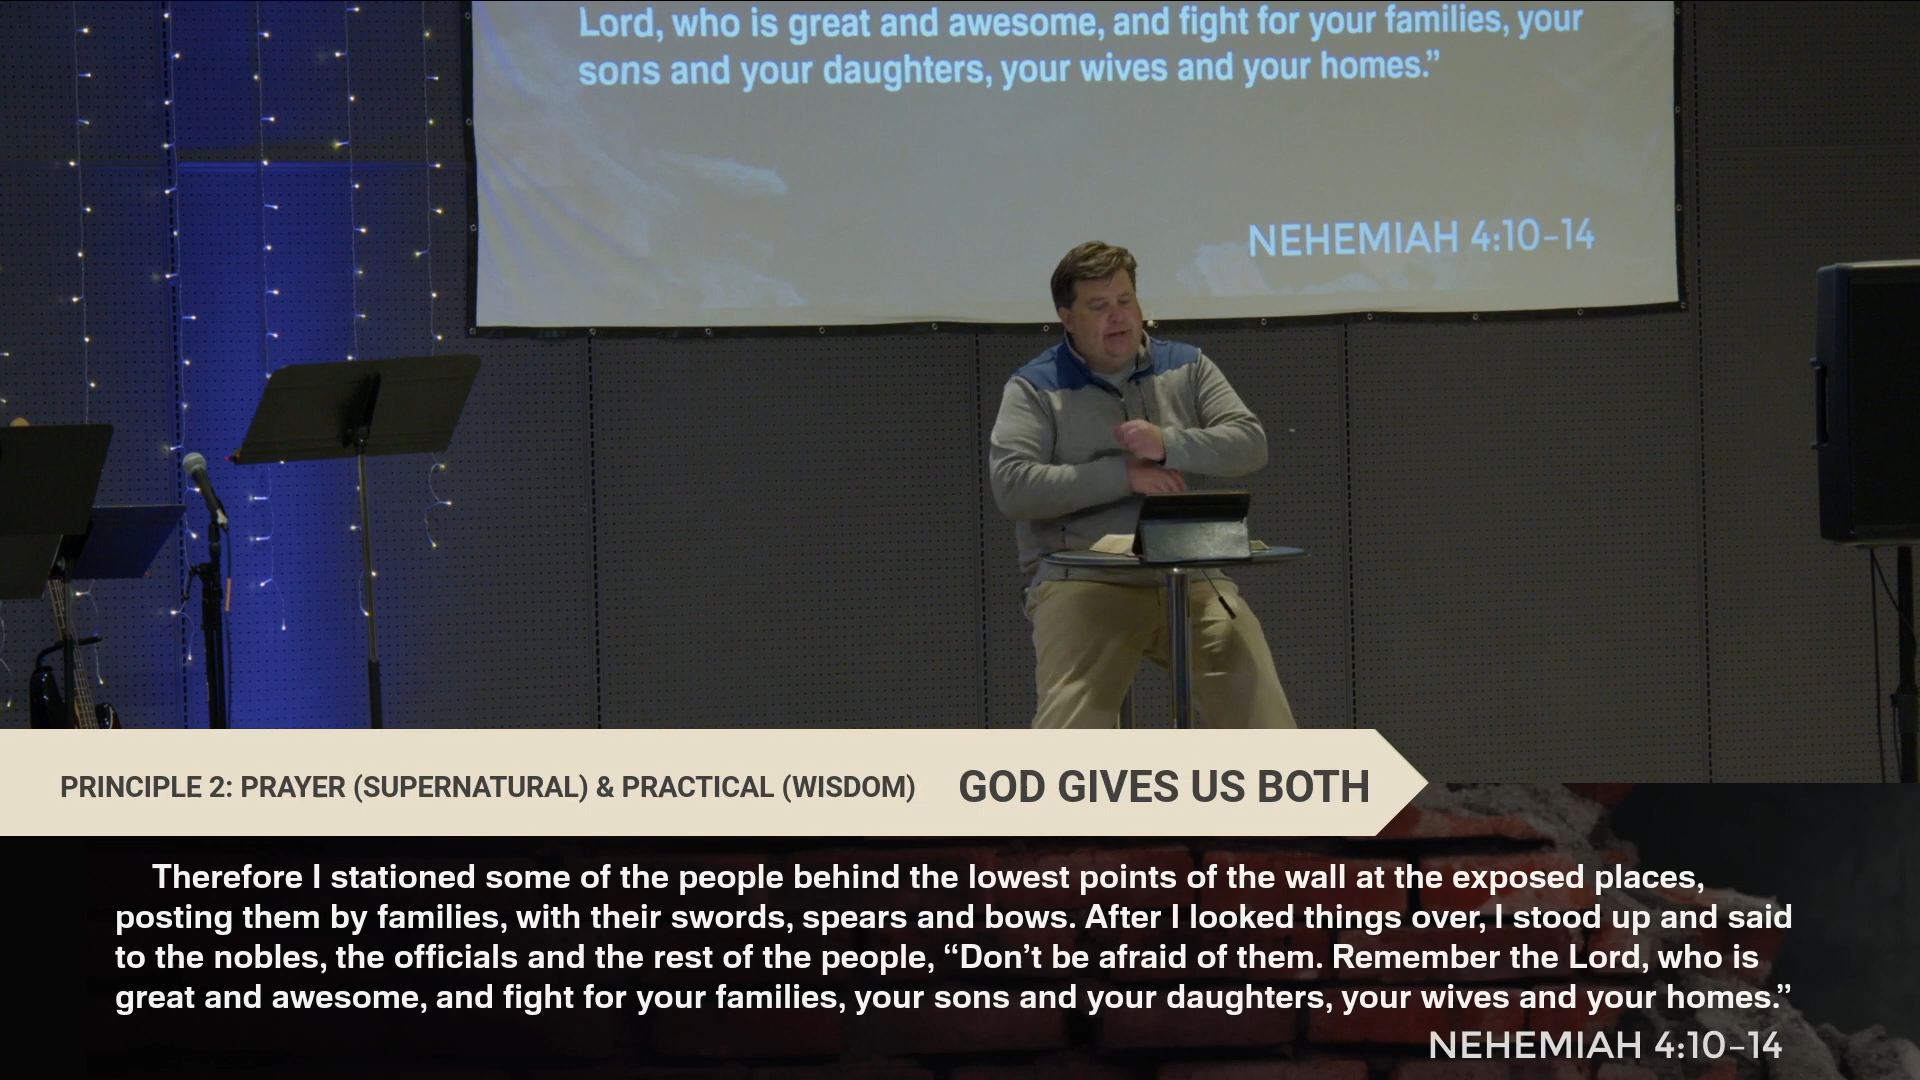 Lord, who is great and awesome, and fight for your families, your
sons and your daughters, your wives and your homes.”
NEHEMIAH 4:10-14
PRINCIPLE 2: PRAYER (SUPERNATURAL) & PRACTICAL (WISDOM) GOD GIVES US BOTH
Therefore I stationed some of the people behind the lowest points of the wall at the exposed places,
posting them by families, with their swords, spears and bows. After I looked things over, I stood up and said
to the nobles, the officials and the rest of the people, “Don’t be afraid of them. Remember the Lord, who is
great and awesome, and fight for your families, your sons and your daughters, your wives and your homes.”
NEHEMIAH 4:10-14